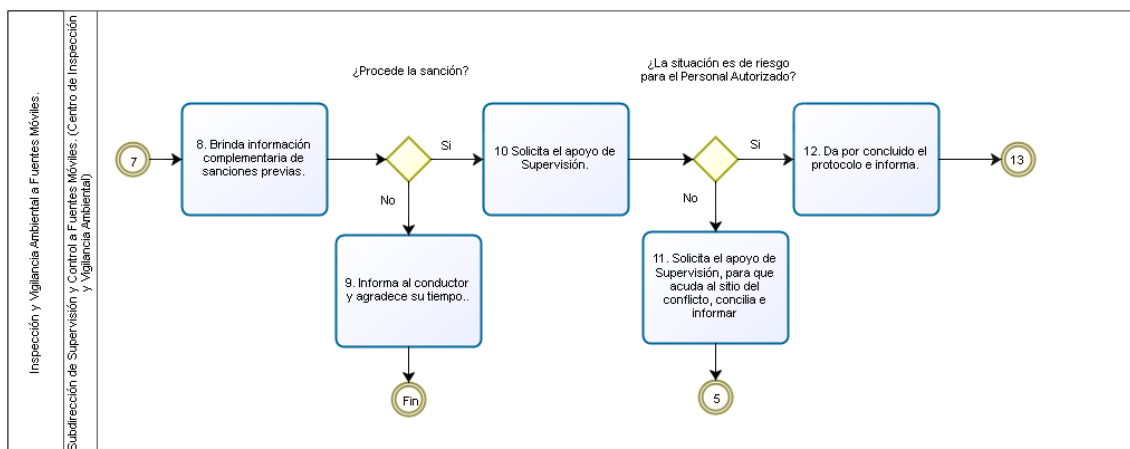 Inspección y Vigilancia Ambiental a Fuentes Móviles.
Subdirección de Supervisión y Control a Fuentes Móviles. (Centro de Inspección
y Vigilancia Ambiental)
¿Procede la sanción?
¿La situación es de riesgo
para el Personal Autorizado?
7
8. Brinda información
complementaria de
sanciones previas.
Si
10 Solicita el apoyo de
Supervisión.
Si
12. Da por concluido el
protocolo e informa.
13
No
No
9. Informa al conductor
y agradece su tiempo..
11. Solicita el apoyo de
Supervisión, para que
acuda al sitio del
conflicto, concilia e
informar
Fin
5